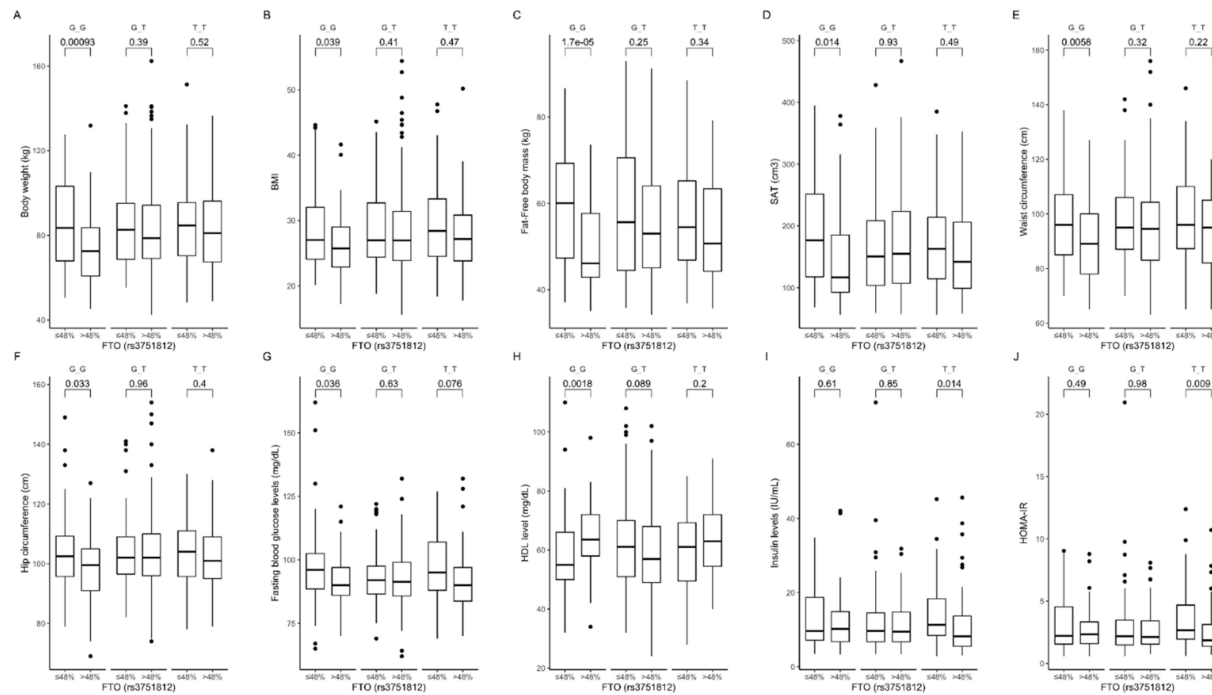 A
G_G G_T T_T
0.00093 0.39 0.52
Body weight (kg)
160
120
80
40
≤48% >48% ≤48% >48% ≤48% >48%
FTO (rs3751812)
B
G_G G_T T_T
0.039 0.41 0.47
BMI
50
40
30
20
≤48% >48% ≤48% >48% ≤48% >48%
FTO (rs3751812)
C
G_G G_T T_T
1.7e-05 0.25 0.34
Fat-Free body mass (kg)
80
60
40
≤48% >48% ≤48% >48% ≤48% >48%
FTO (rs3751812)
D
G_G G_T T_T
0.014 0.93 0.49
SAT (cm3)
500
400
300
200
100
≤48% >48% ≤48% >48% ≤48% >48%
FTO (rs3751812)
E
G_G G_T T_T
0.0058 0.32 0.22
Waist circumference (cm)
160
140
120
100
80
60
≤48% >48% ≤48% >48% ≤48% >48%
FTO (rs3751812)
F
G_G G_T T_T
0.033 0.96 0.4
Hip circumference (cm)
160
140
120
100
80
≤48% >48% ≤48% >48% ≤48% >48%
FTO (rs3751812)
G
G_G G_T T_T
0.036 0.63 0.076
Fasting blood glucose levels (mg/dL)
150
125
100
75
≤48% >48% ≤48% >48% ≤48% >48%
FTO (rs3751812)
H
G_G G_T T_T
0.0018 0.089 0.2
HDL level (mg/dL)
100
80
60
40
20
≤48% >48% ≤48% >48% ≤48% >48%
FTO (rs3751812)
I
G_G G_T T_T
0.61 0.85 0.014
Insulin levels (IU/mL)
60
40
20
0
≤48% >48% ≤48% >48% ≤48% >48%
FTO (rs3751812)
J
G_G G_T T_T
0.49 0.98 0.009
HOMA-IR
20
15
10
5
0
≤48% >48% ≤48% >48% ≤48% >48%
FTO (rs3751812)